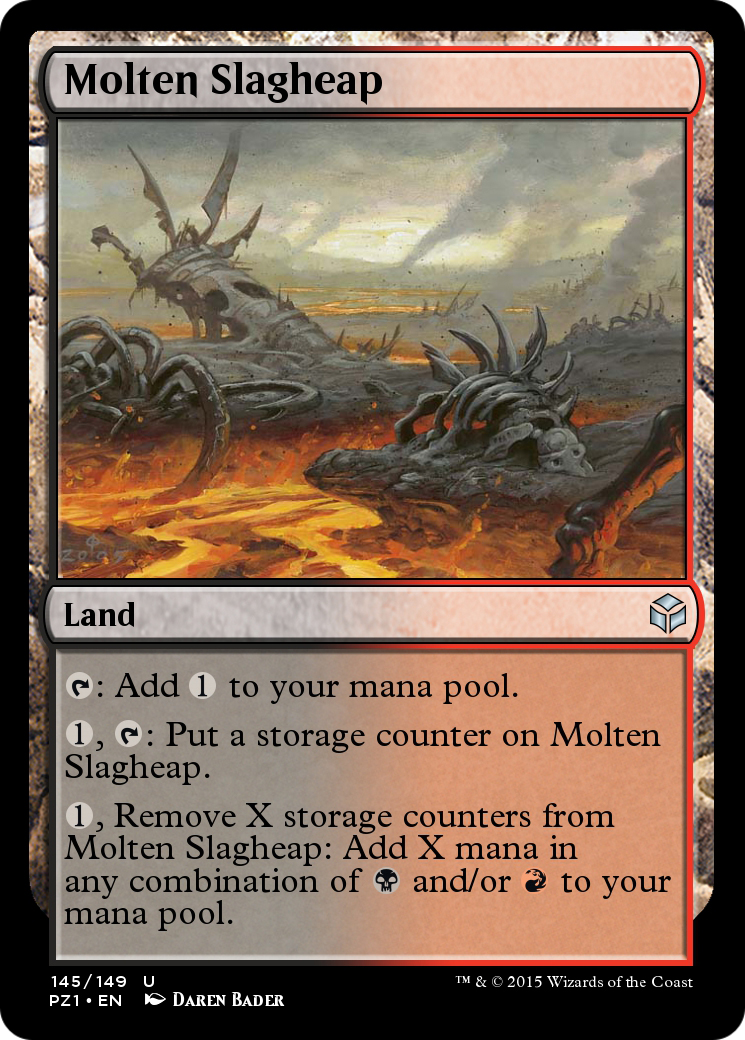 Molten Slagheap
2005
Land
: Add 1 to your mana pool.
1, : Put a storage counter on Molten
Slagheap.
1, Remove X storage counters from
Molten Slagheap: Add X mana in
any combination of and/or to your
mana pool.
145/149 U
PZ1 • EN DAREN BADER
™ & © 2015 Wizards of the Coast